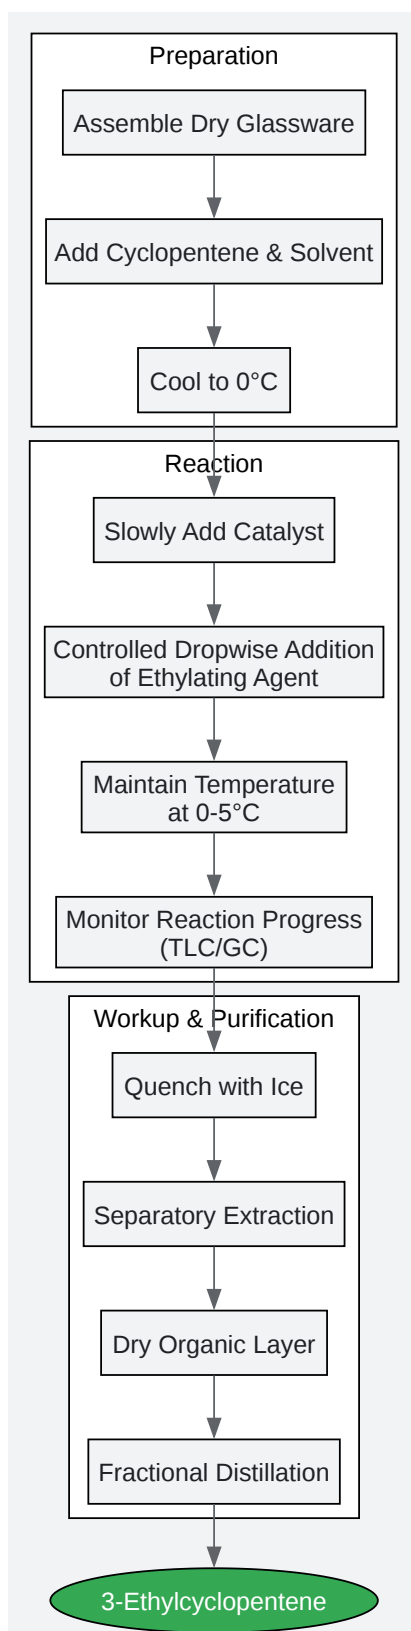 Preparation
Assemble Dry Glassware
Add Cyclopentene & Solvent
Cool to 0°C
Reaction
Slowly Add Catalyst
Controlled Dropwise Addition
of Ethylating Agent
Maintain Temperature
at 0-5°C
Monitor Reaction Progress
(TLC/GC)
Workup & Purification
Quench with Ice
Separatory Extraction
Dry Organic Layer
Fractional Distillation
3-Ethylcyclopentene